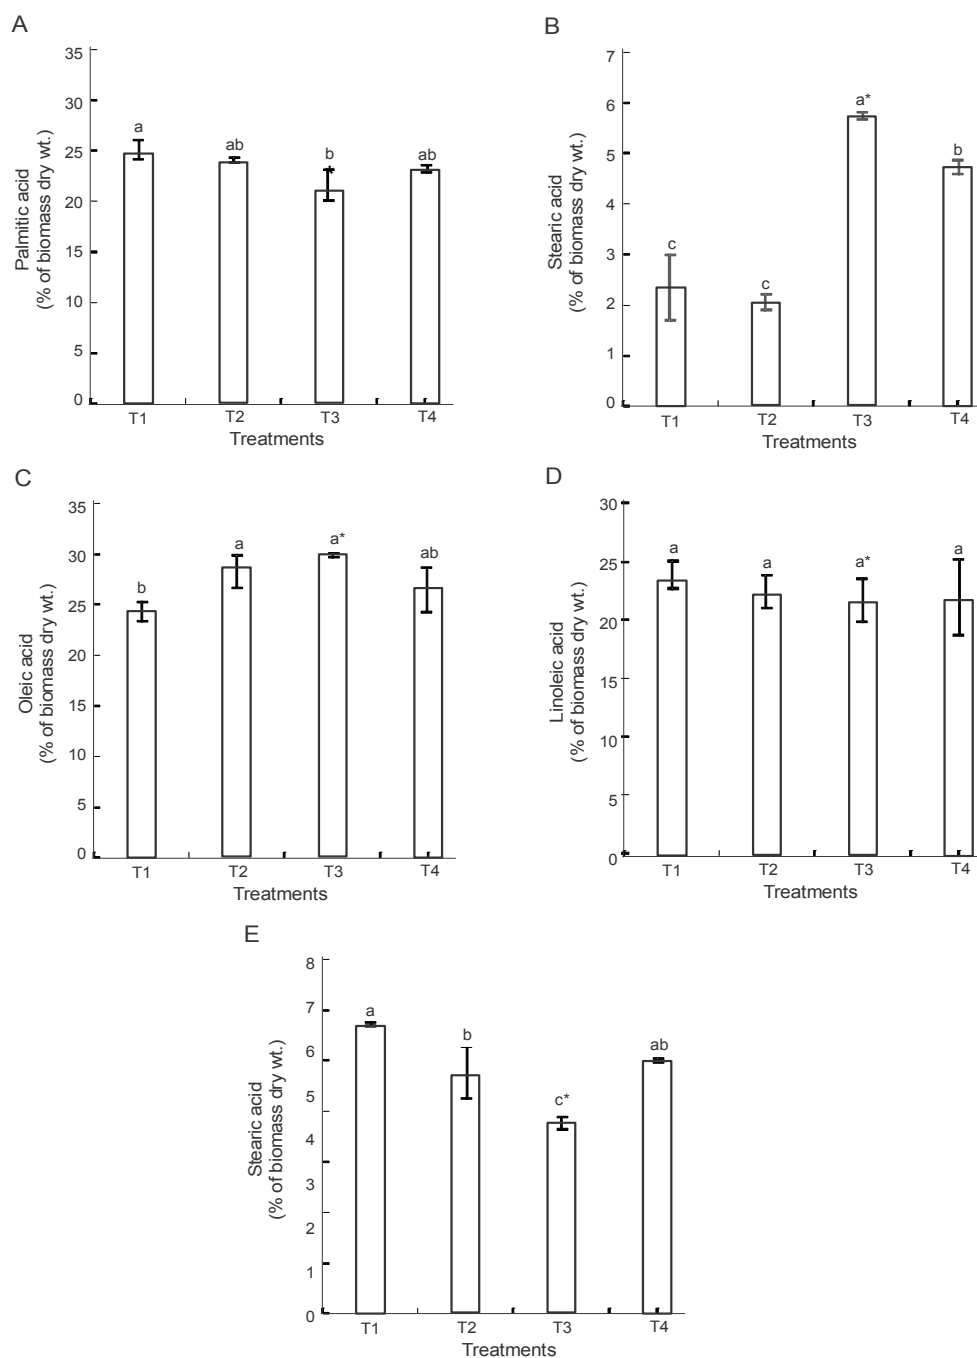 A
35
30
25
20
15
10
5
0
Palmitic acid
(% of biomass dry wt.)
a
ab
b
*
ab
T1 T2 T3 T4
Treatments
B
7
6
5
4
3
2
1
0
Stearic acid
(% of biomass dry wt.)
c
c
a*
b
T1 T2 T3 T4
Treatments
C
35
30
25
20
15
10
5
0
Oleic acid
(% of biomass dry wt.)
b
a
a*
ab
T1 T2 T3 T4
Treatments
D
30
25
20
15
10
5
0
Linoleic acid
(% of biomass dry wt.)
a
a
a*
a
T1 T2 T3 T4
Treatments
E
8
7
6
5
4
3
2
1
0
Stearic acid
(% of biomass dry wt.)
a
b
c*
ab
T1 T2 T3 T4
Treatments